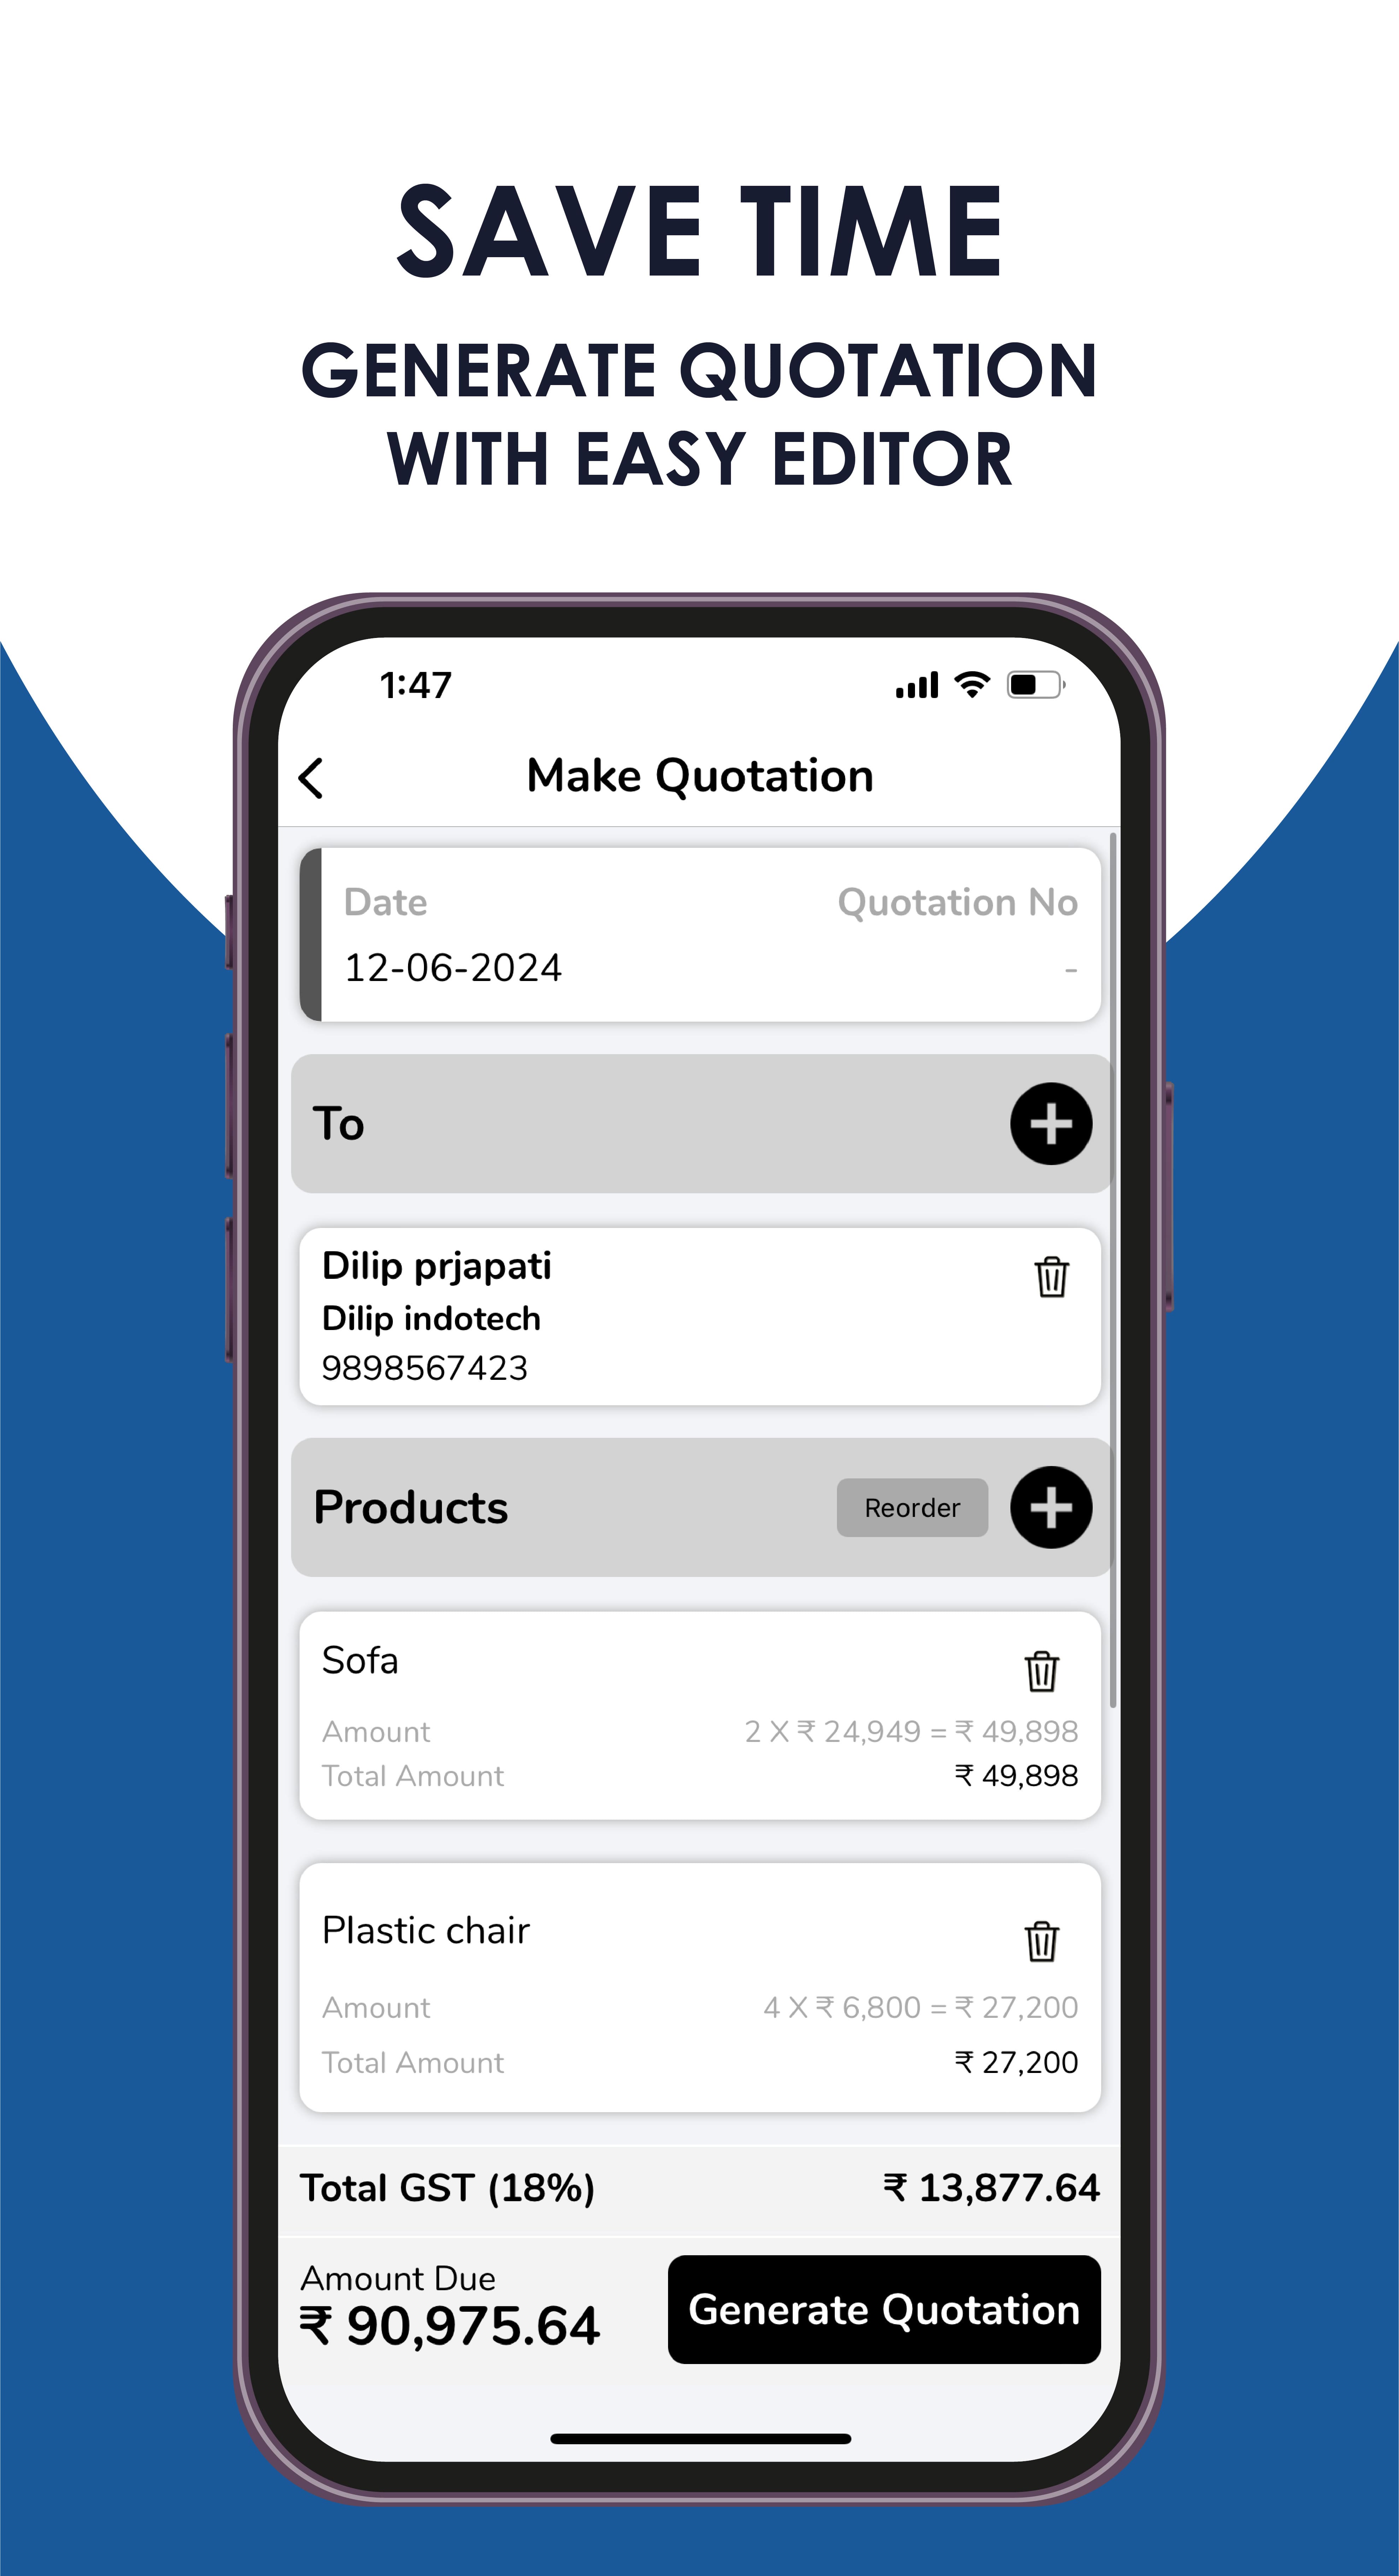 SAVE TIME
GENERATE QUOTATION
WITH EASY EDITOR
1:47
Make Quotation
Date Quotation No
12-06-2024 -
To
Dilip prjapati
Dilip indotech
9898567423
Products Reorder
Sofa
Amount 2 X ₹ 24,949 = ₹ 49,898
Total Amount ₹ 49,898
Plastic chair
Amount 4 X ₹ 6,800 = ₹ 27,200
Total Amount ₹ 27,200
Total GST (18%) ₹ 13,877.64
Amount Due
₹ 90,975.64 Generate Quotation